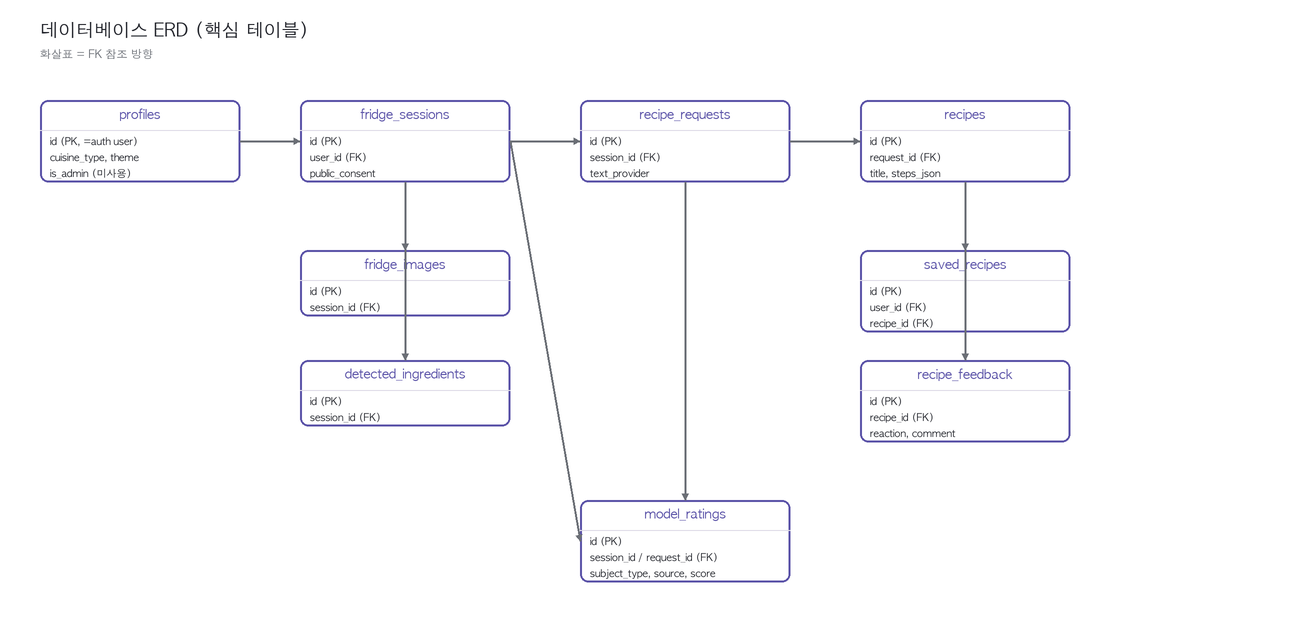 데이터베이스 ERD (핵심 테이블)
화살표 = FK 참조 방향
profiles
id (PK, =auth user)
cuisine_type, theme
is_admin (미사용)
fridge_sessions
id (PK)
user_id (FK)
public_consent
recipe_requests
id (PK)
session_id (FK)
text_provider
recipes
id (PK)
request_id (FK)
title, steps_json
fridge_images
id (PK)
session_id (FK)
saved_recipes
id (PK)
user_id (FK)
recipe_id (FK)
detected_ingredients
id (PK)
session_id (FK)
recipe_feedback
id (PK)
recipe_id (FK)
reaction, comment
model_ratings
id (PK)
session_id / request_id (FK)
subject_type, source, score